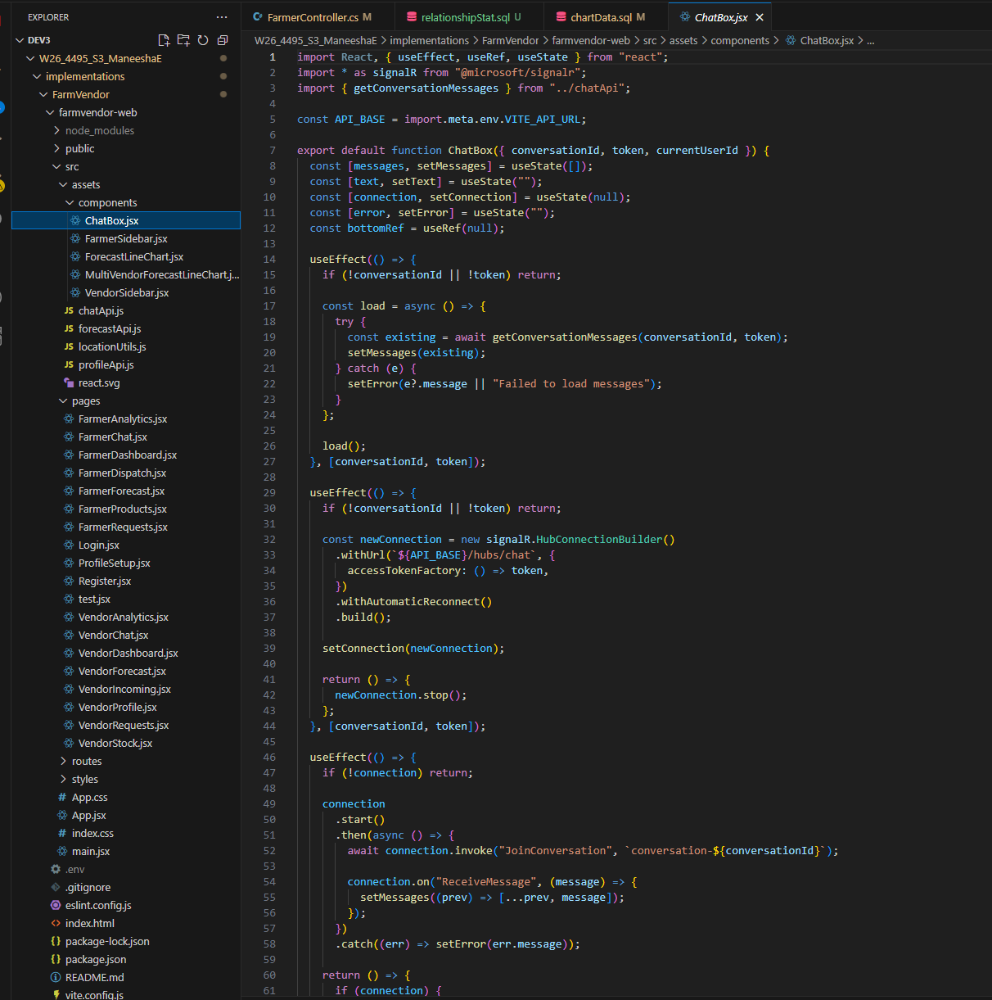 EXPLORER
DEV3
W26_4495_S3_ManeeshaE
implementations
FarmVendor
farmvendor-web
node_modules
public
src
assets
components
ChatBox.jsx
FarmerSidebar.jsx
ForecastLineChart.jsx
MultiVendorForecastLineChart.j...
VendorSidebar.jsx
JS chatApi.js
JS forecastApi.js
JS locationUtils.js
JS profileApi.js
react.svg
pages
FarmerAnalytics.jsx
FarmerChat.jsx
FarmerDashboard.jsx
FarmerDispatch.jsx
FarmerForecast.jsx
FarmerProducts.jsx
FarmerRequests.jsx
Login.jsx
ProfileSetup.jsx
Register.jsx
test.jsx
VendorAnalytics.jsx
VendorChat.jsx
VendorDashboard.jsx
VendorForecast.jsx
VendorIncoming.jsx
VendorProfile.jsx
VendorRequests.jsx
VendorStock.jsx
routes
styles
# App.css
App.jsx
# index.css
main.jsx
.env
.gitignore
eslint.config.js
index.html
package-lock.json
package.json
README.md
vite.config.js
FarmerController.cs M
relationshipStat.sql U
chartData.sql M
ChatBox.jsx
W26_4495_S3_ManeeshaE > implementations > FarmVendor > farmvendor-web > src > assets > components > ChatBox.jsx > ...
1 import React, { useEffect, useRef, useState } from "react";
2 import * as signalR from "@microsoft/signalr";
3 import { getConversationMessages } from "../chatApi";
4
5 const API_BASE = import.meta.env.VITE_API_URL;
6
7 export default function ChatBox({ conversationId, token, currentUserId }) {
8 const [messages, setMessages] = useState([]);
9 const [text, setText] = useState("");
10 const [connection, setConnection] = useState(null);
11 const [error, setError] = useState("");
12 const bottomRef = useRef(null);
13
14 useEffect(() => {
15 if (!conversationId || !token) return;
16
17 const load = async () => {
18 try {
19 const existing = await getConversationMessages(conversationId, token);
20 setMessages(existing);
21 } catch (e) {
22 setError(e?.message || "Failed to load messages");
23 }
24 };
25
26 load();
27 }, [conversationId, token]);
28
29 useEffect(() => {
30 if (!conversationId || !token) return;
31
32 const newConnection = new signalR.HubConnectionBuilder()
33 .withUrl(`${API_BASE}/hubs/chat`, {
34 accessTokenFactory: () => token,
35 })
36 .withAutomaticReconnect()
37 .build();
38
39 setConnection(newConnection);
40
41 return () => {
42 newConnection.stop();
43 };
44 }, [conversationId, token]);
45
46 useEffect(() => {
47 if (!connection) return;
48
49 connection
50 .start()
51 .then(async () => {
52 await connection.invoke("JoinConversation", `conversation-${conversationId}`);
53
54 connection.on("ReceiveMessage", (message) => {
55 setMessages((prev) => [...prev, message]);
56 });
57 })
58 .catch((err) => setError(err.message));
59
60 return () => {
61 if (connection) {